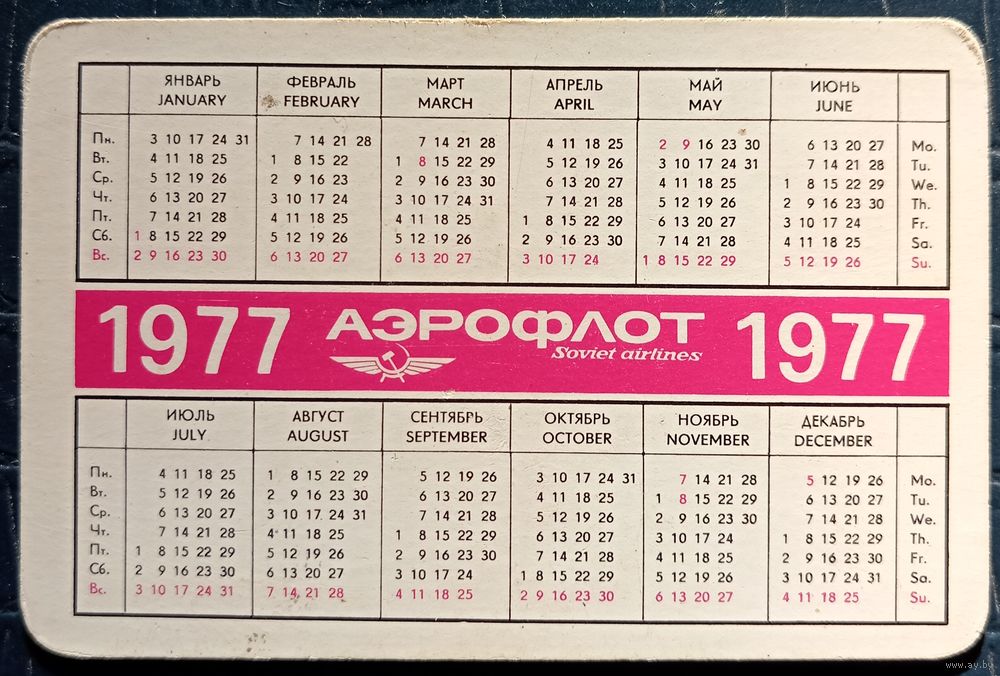 ЯНВАРЬ ФЕВРАЛЬ МАРТ АПРЕЛЬ МАЙ ИЮНЬ
JANUARY FEBRUARY MARCH APRIL MAY JUNE
Пн. 3 10 17 24 31 7 14 21 28 7 14 21 28 4 11 18 25 2 9 16 23 30 6 13 20 27 Mo.
Вт. 4 11 18 25 1 8 15 22 1 8 15 22 29 5 12 19 26 3 10 17 24 31 7 14 21 28 Tu.
Ср. 5 12 19 26 2 9 16 23 2 9 16 23 30 6 13 20 27 4 11 18 25 1 8 15 22 29 We.
Чт. 6 13 20 27 3 10 17 24 3 10 17 24 31 7 14 21 28 5 12 19 26 2 9 16 23 30 Th.
Пт. 7 14 21 28 4 11 18 25 4 11 18 25 1 8 15 22 29 6 13 20 27 3 10 17 24 Fr.
Сб. 1 8 15 22 29 5 12 19 26 5 12 19 26 2 9 16 23 30 7 14 21 28 4 11 18 25 Sa.
Вс. 2 9 16 23 30 6 13 20 27 6 13 20 27 3 10 17 24 1 8 15 22 29 5 12 19 26 Su.
1977 АЭРОФЛОТ 1977
Soviet airlines
ИЮЛЬ АВГУСТ СЕНТЯБРЬ ОКТЯБРЬ НОЯБРЬ ДЕКАБРЬ
JULY AUGUST SEPTEMBER OCTOBER NOVEMBER DECEMBER
Пн. 4 11 18 25 1 8 15 22 29 5 12 19 26 3 10 17 24 31 7 14 21 28 5 12 19 26 Mo.
Вт. 5 12 19 26 2 9 16 23 30 6 13 20 27 4 11 18 25 1 8 15 22 29 6 13 20 27 Tu.
Ср. 6 13 20 27 3 10 17 24 31 7 14 21 28 5 12 19 26 2 9 16 23 30 7 14 21 28 We.
Чт. 7 14 21 28 4 11 18 25 1 8 15 22 29 6 13 20 27 3 10 17 24 1 8 15 22 29 Th.
Пт. 1 8 15 22 29 5 12 19 26 2 9 16 23 30 7 14 21 28 4 11 18 25 2 9 16 23 30 Fr.
Сб. 2 9 16 23 30 6 13 20 27 3 10 17 24 1 8 15 22 29 5 12 19 26 3 10 17 24 31 Sa.
Вс. 3 10 17 24 31 7 14 21 28 4 11 18 25 2 9 16 23 30 6 13 20 27 4 11 18 25 Su.
www.ay.by